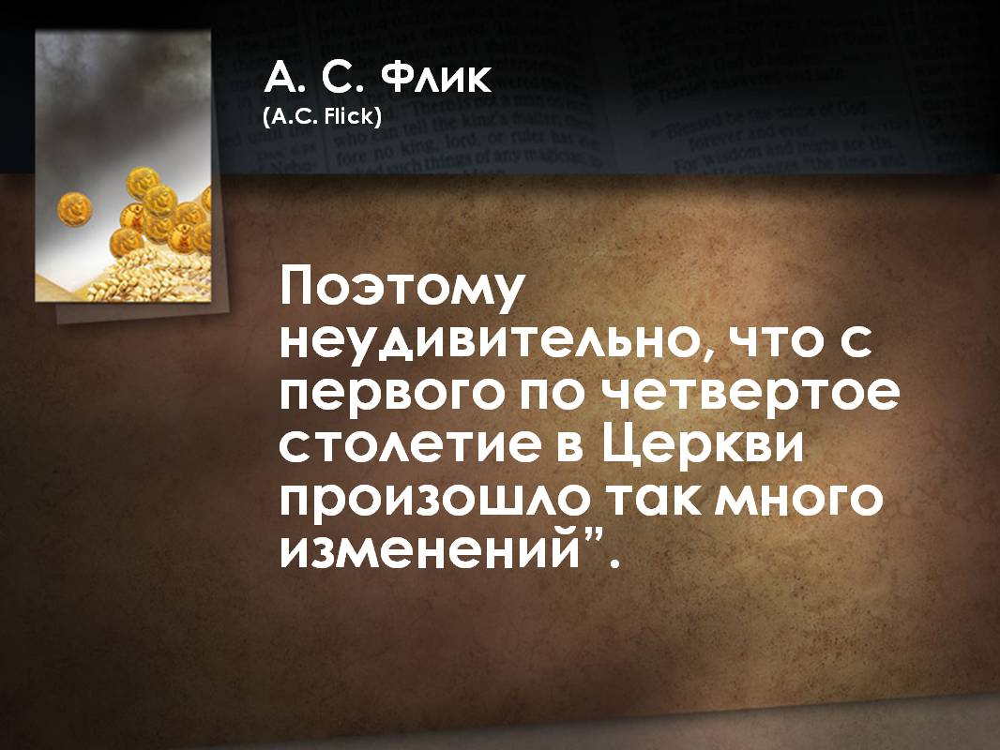 А. С. Флик
(A.C. Flick)
Поэтому
неудивительно, что с
первого по четвертое
столетие в Церкви
произошло так много
изменений”.